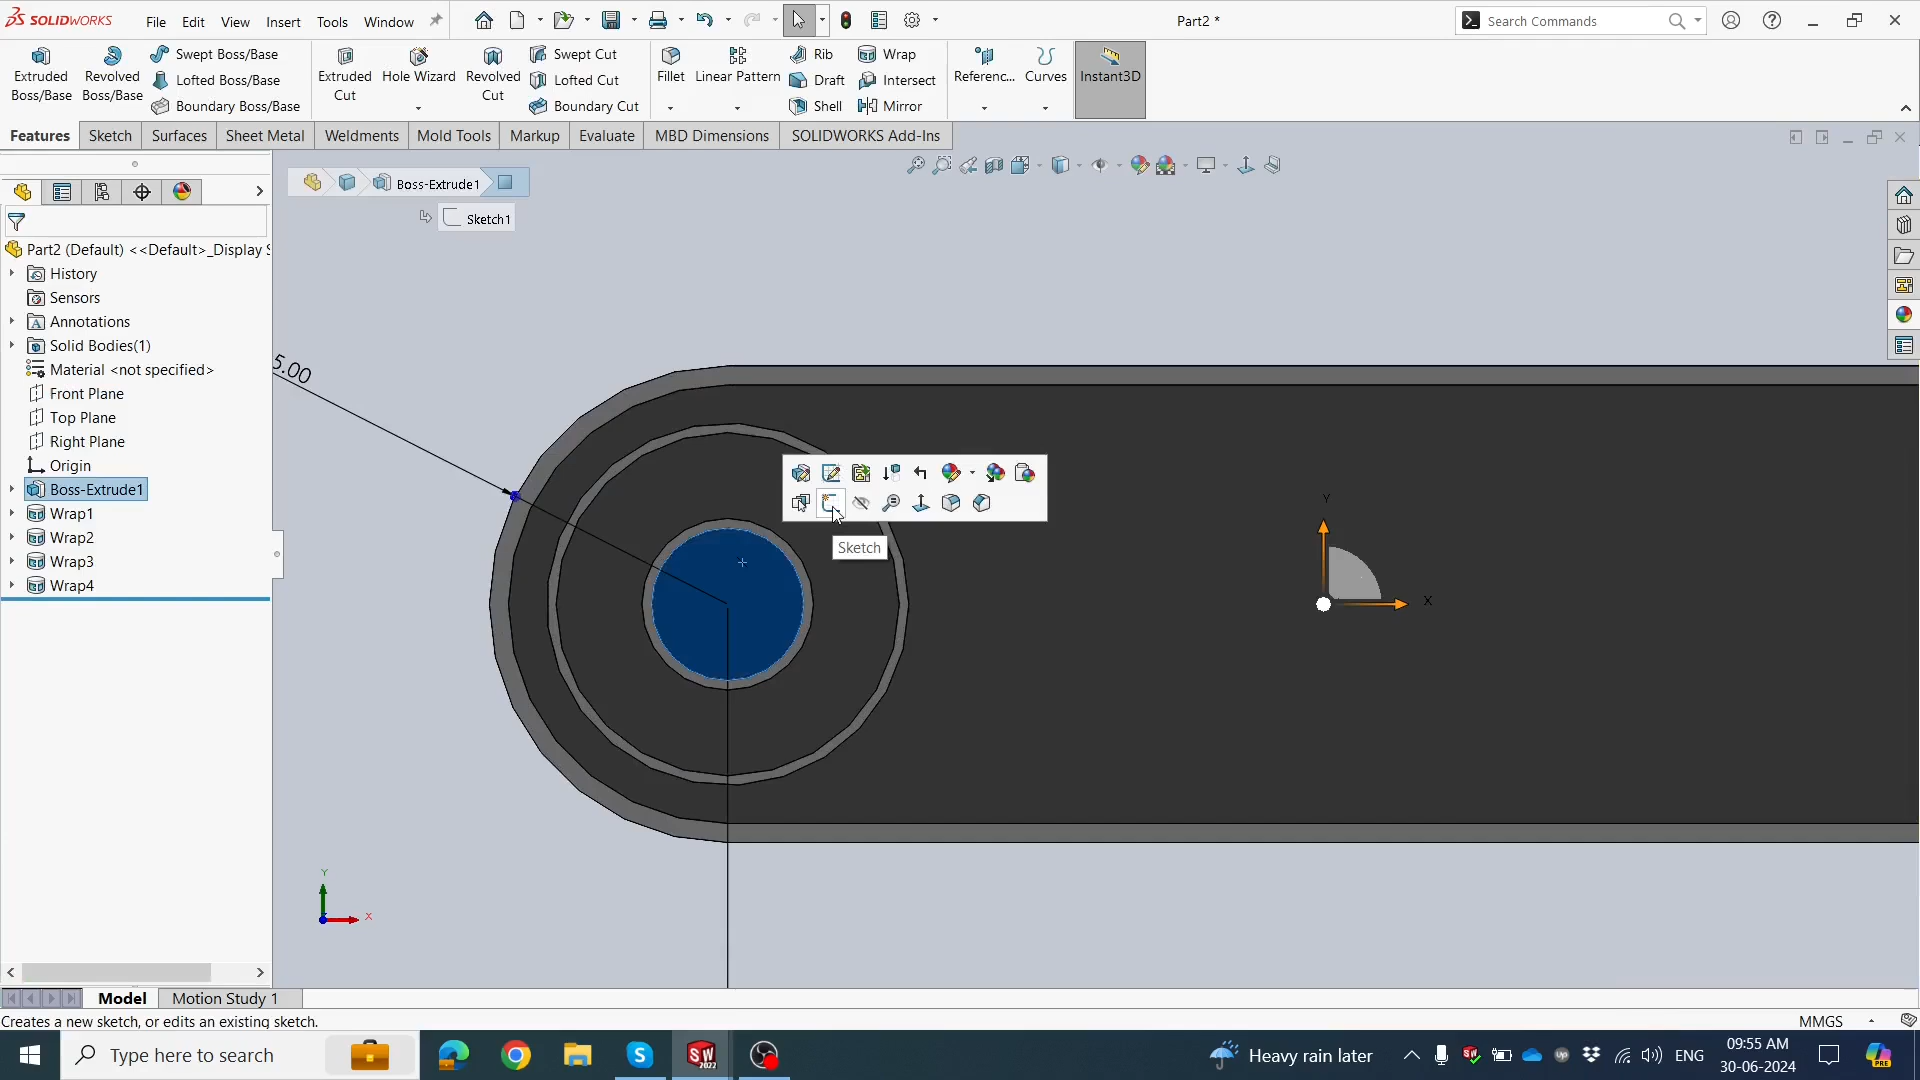 SOLIDWORKS
File Edit View Insert Tools Window
Part2 *
Search Commands
Extruded Boss/Base
Revolved Boss/Base
Swept Boss/Base
Lofted Boss/Base
Boundary Boss/Base
Extruded Cut
Hole Wizard
Revolved Cut
Swept Cut
Lofted Cut
Boundary Cut
Fillet
Linear Pattern
Rib
Draft
Shell
Wrap
Intersect
Mirror
Referenc...
Curves
Instant3D
Features Sketch Surfaces Sheet Metal Weldments Mold Tools Markup Evaluate MBD Dimensions SOLIDWORKS Add-Ins
Boss-Extrude1
Sketch1
Part2 (Default) <<Default>_Display S
History
Sensors
Annotations
Solid Bodies(1)
Material <not specified>
Front Plane
Top Plane
Right Plane
Origin
Boss-Extrude1
Wrap1
Wrap2
Wrap3
Wrap4
5.00
Sketch
Y
X
Y
X
Model Motion Study 1
Creates a new sketch, or edits an existing sketch.
MMGS
Type here to search
SW
2022
Heavy rain later
ENG
09:55 AM
30-06-2024
PRE